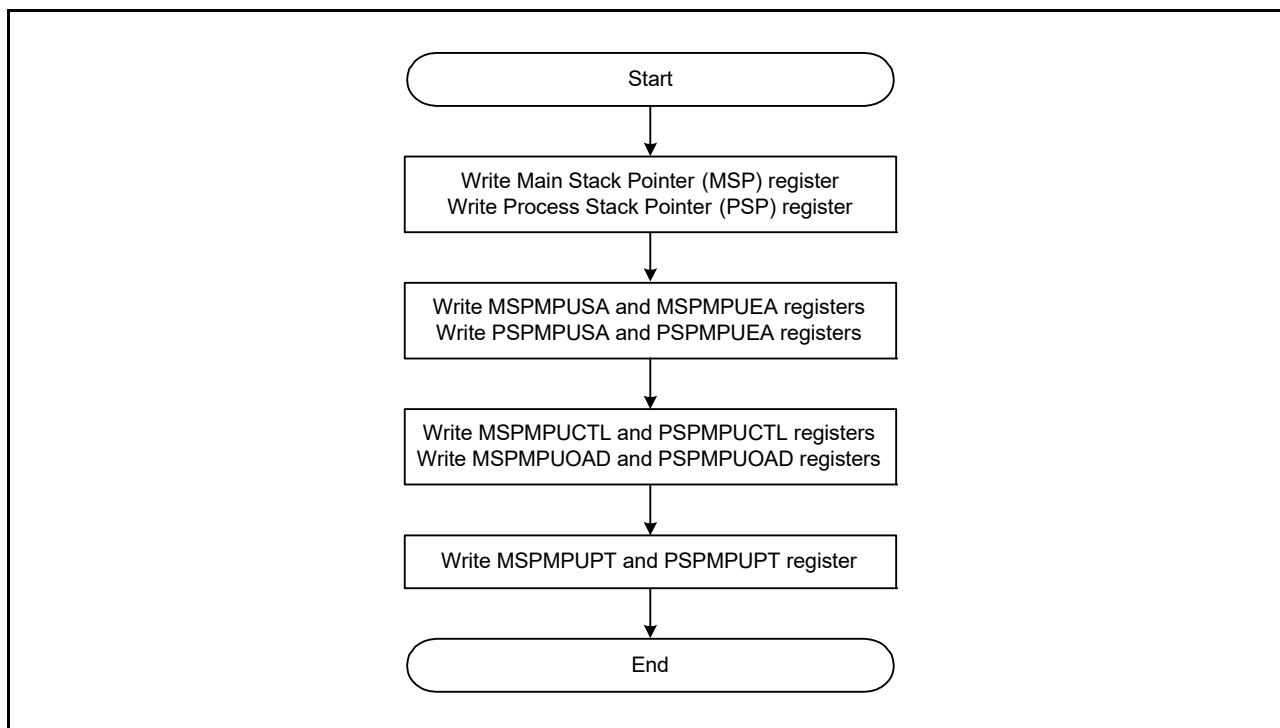 Start
Write Main Stack Pointer (MSP) register
Write Process Stack Pointer (PSP) register
Write MSPMPUSA and MSPMPUEA registers
Write PSPMPUSA and PSPMPUEA registers
Write MSPMPUCTL and PSPMPUCTL registers
Write MSPMPUOAD and PSPMPUOAD registers
Write MSPMPUPT and PSPMPUPT register
End